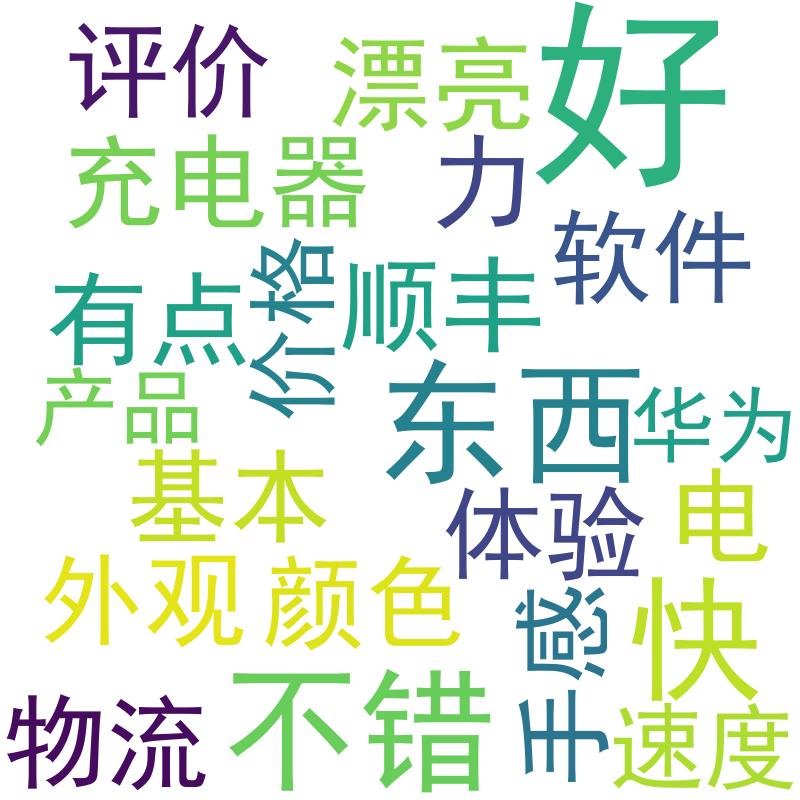 评价
漂亮
好
充电器
力
软件
有点
价格
顺丰
产品
东西
华为
基本
体验
电
外观
颜色
手感
快
物流
不错
速度